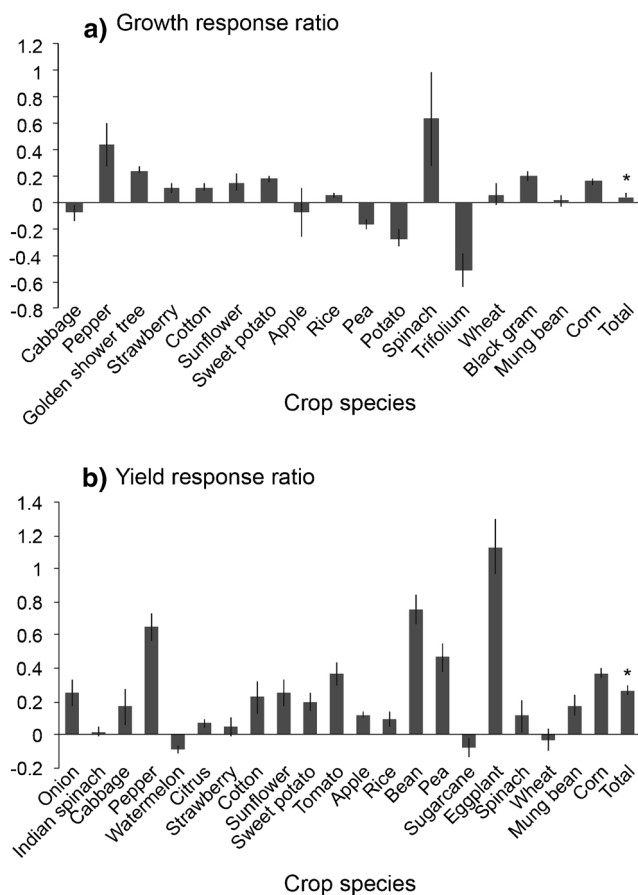 a) Growth response ratio
1.2
1
0.8
0.6
0.4
0.2
0
-0.2
-0.4
-0.6
-0.8
Cabbage
Pepper
Golden shower tree
Strawberry
Cotton
Sunflower
Sweet potato
Apple
Rice
Pea
Potato
Spinach
Trifolium
Wheat
Black gram
Mung bean
Corn
Total
*
Crop species
b) Yield response ratio
1.4
1.2
1
0.8
0.6
0.4
0.2
0
-0.2
Onion
Indian spinach
Cabbage
Pepper
Watermelon
Citrus
Strawberry
Cotton
Sunflower
Sweet potato
Tomato
Apple
Rice
Bean
Pea
Sugarcane
Eggplant
Spinach
Wheat
Mung bean
Corn
Total
*
Crop species